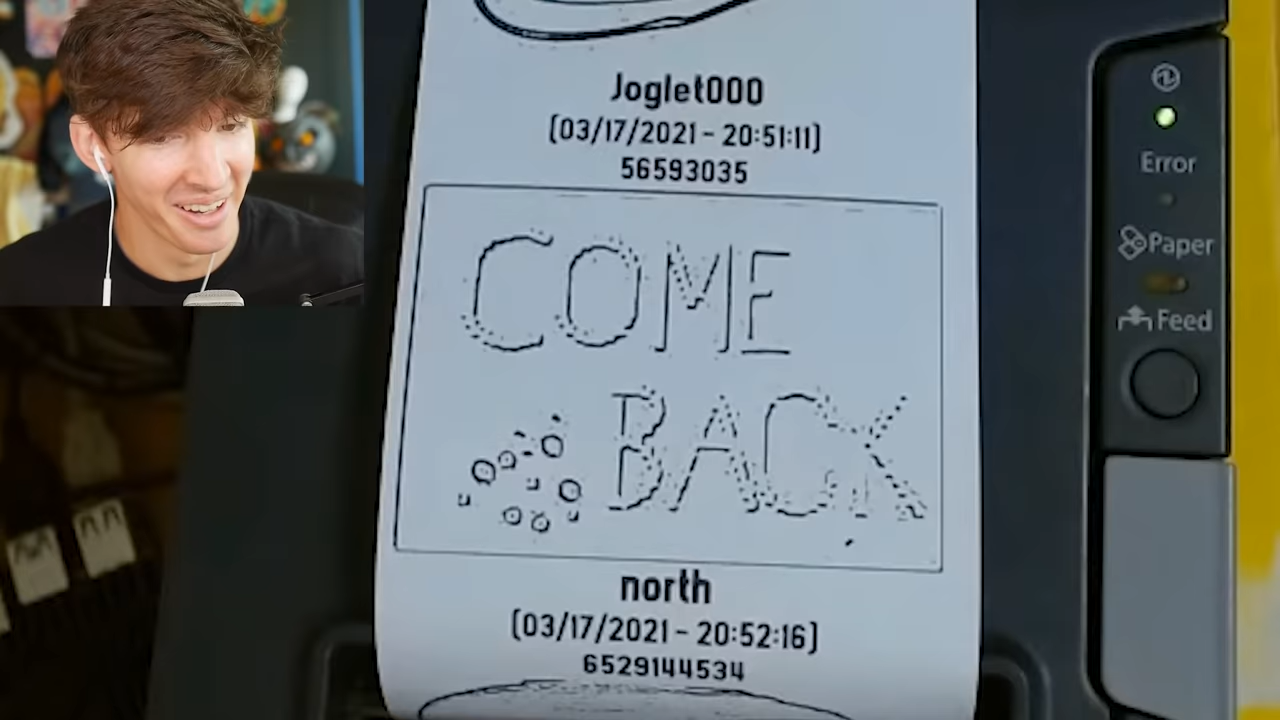 Joglet000
(03/17/2021 - 20:51:11)
56593035
COME
BACK
north
(03/17/2021 - 20:52:16)
6529144534
Error
Paper
Feed